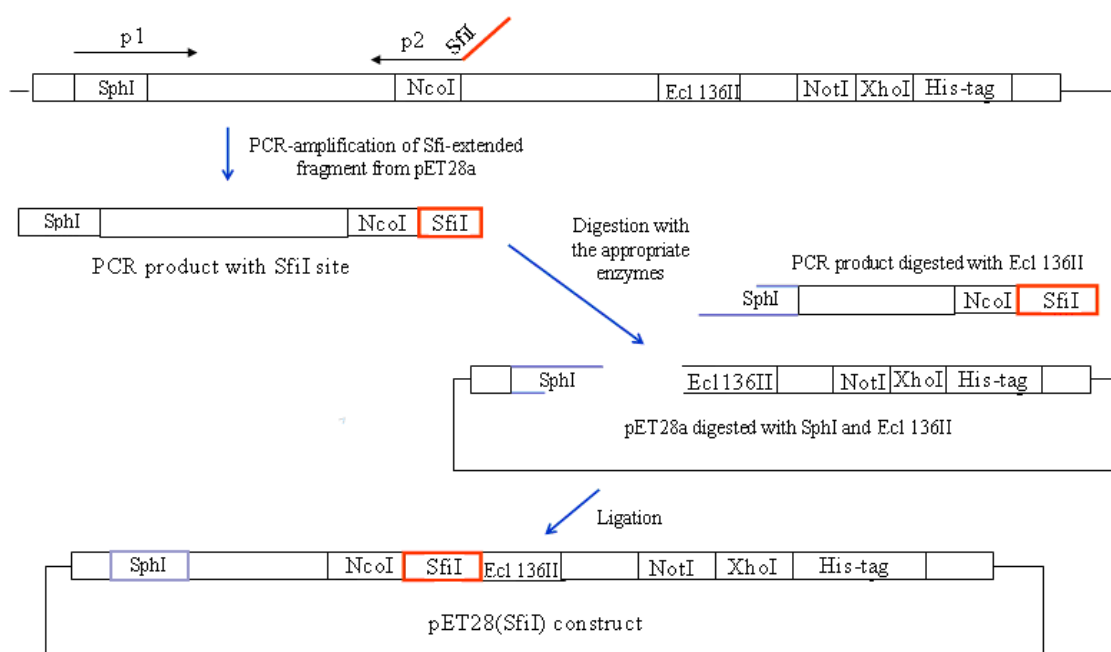 p1
p2
SfiI
SphI
NcoI
Ecl 136II
NotI
XhoI
His-tag
PCR-amplification of Sfi-extended
fragment from pET28a
SphI
NcoI
SfiI
PCR product with SfiI site
Digestion with
the appropriate
enzymes
PCR product digested with Ecl 136II
SphI
NcoI
SfiI
SphI
Ecl136II
NotI
XhoI
His-tag
pET28a digested with SphI and Ecl 136II
Ligation
SphI
NcoI
SfiI
Ecl 136II
NotI
XhoI
His-tag
pET28(SfiI) construct